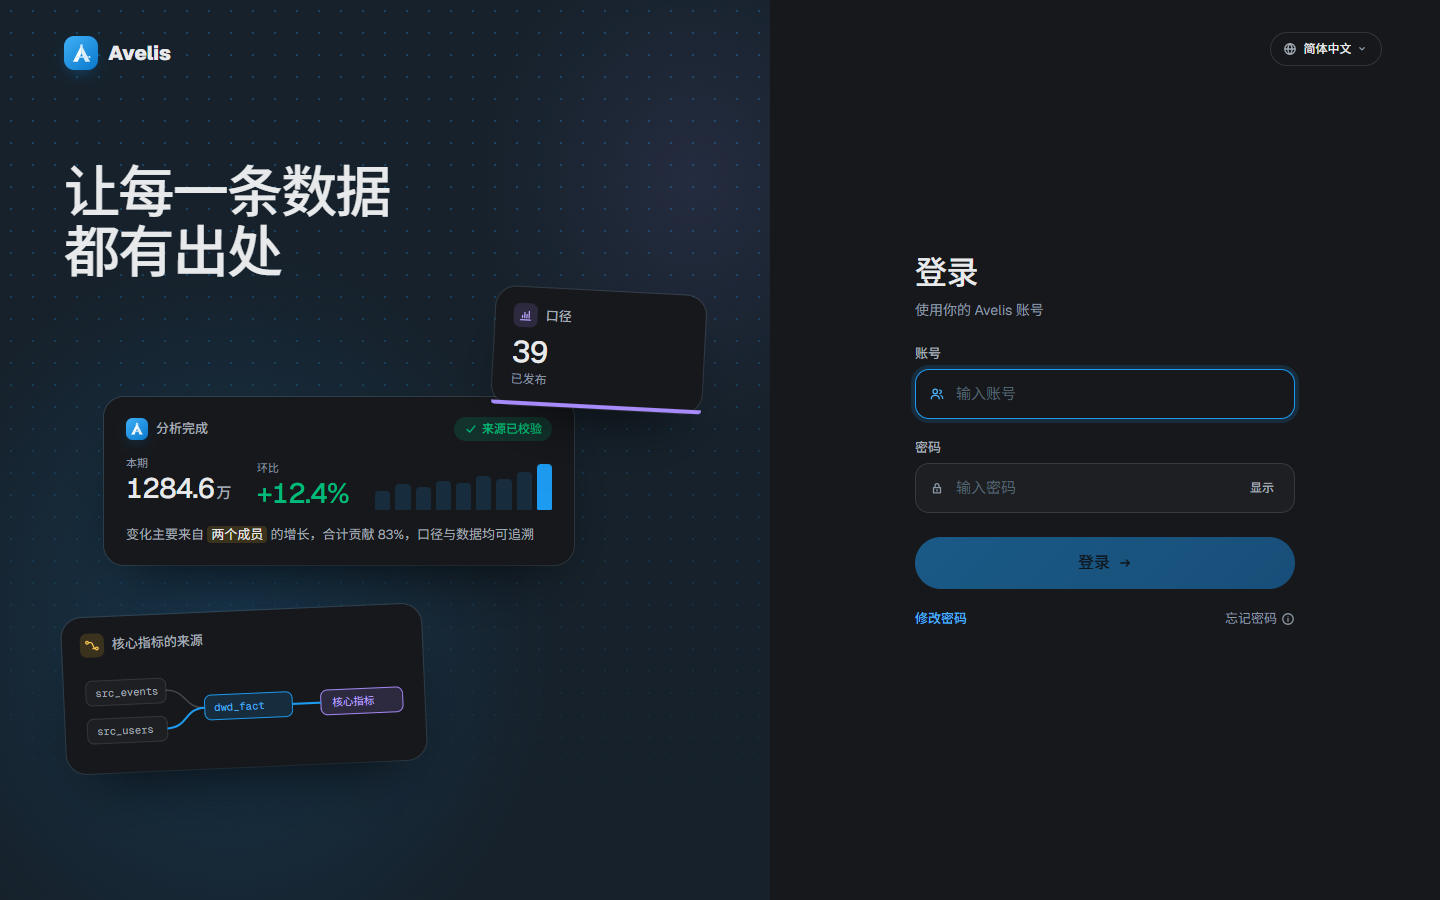 Avelis
简体中文
让每一条数据
都有出处
口径
39
已发布
分析完成
来源已校验
本期
1284.6万
环比
+12.4%
变化主要来自 两个成员 的增长，合计贡献 83%，口径与数据均可追溯
核心指标的来源
src_events
src_users
dwd_fact
核心指标
登录
使用你的 Avelis 账号
账号
输入账号
密码
输入密码
显示
登录 →
修改密码
忘记密码